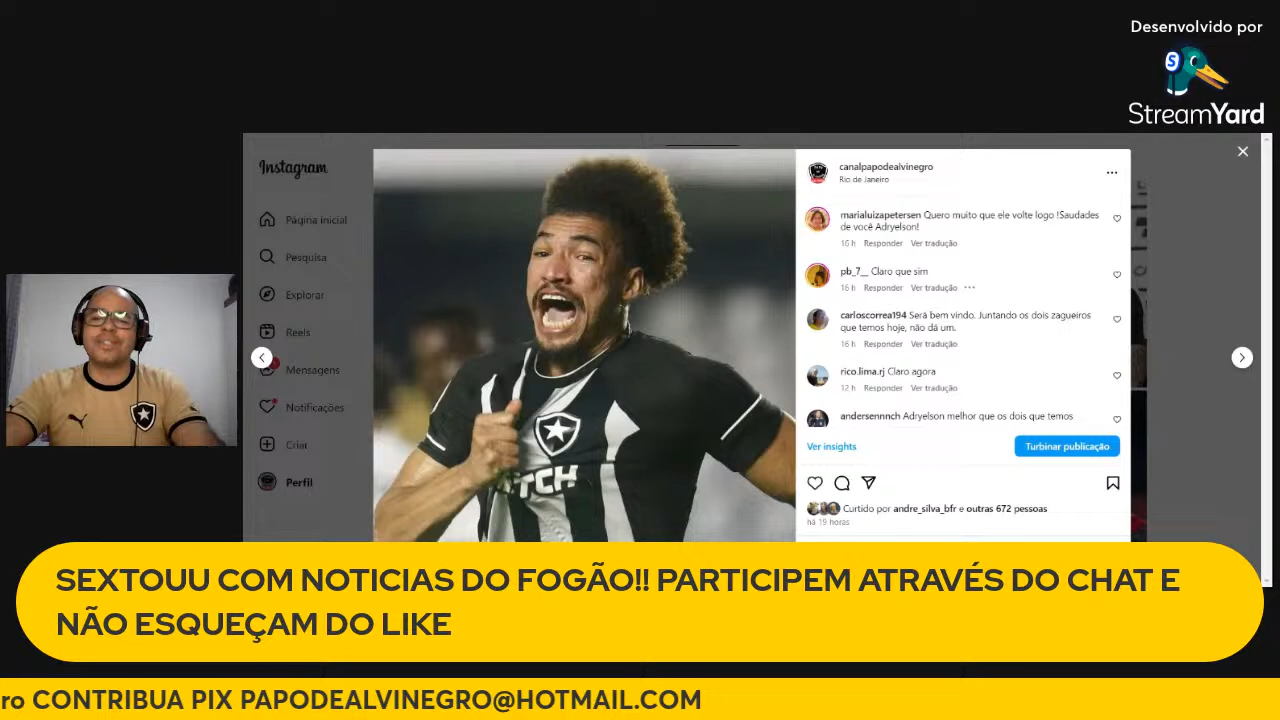 Desenvolvido por
StreamYard
Instagram
Página inicial
Pesquisa
Explorar
Reels
Mensagens
Notificações
Criar
Perfil
TCH
canalpapodealvinegro
Rio de Janeiro
marialuizapetersen Quero muito que ele volte logo !Saudades
de você Adryelson!
16 h Responder Ver tradução
pb_7__ Claro que sim
16 h Responder Ver tradução
carloscorrea194 Será bem vindo. Juntando os dois zagueiros
que temos hoje, não dá um.
16 h Responder Ver tradução
rico.lima.rj Claro agora
12 h Responder Ver tradução
andersennnch Adryelson melhor que os dois que temos
Ver insights
Turbinar publicação
Curtido por andre_silva_bfr e outras 672 pessoas
há 19 horas
SEXTOUU COM NOTICIAS DO FOGÃO!! PARTICIPEM ATRAVÉS DO CHAT E
NÃO ESQUEÇAM DO LIKE
ro CONTRIBUA PIX PAPODEALVINEGRO@HOTMAIL.COM